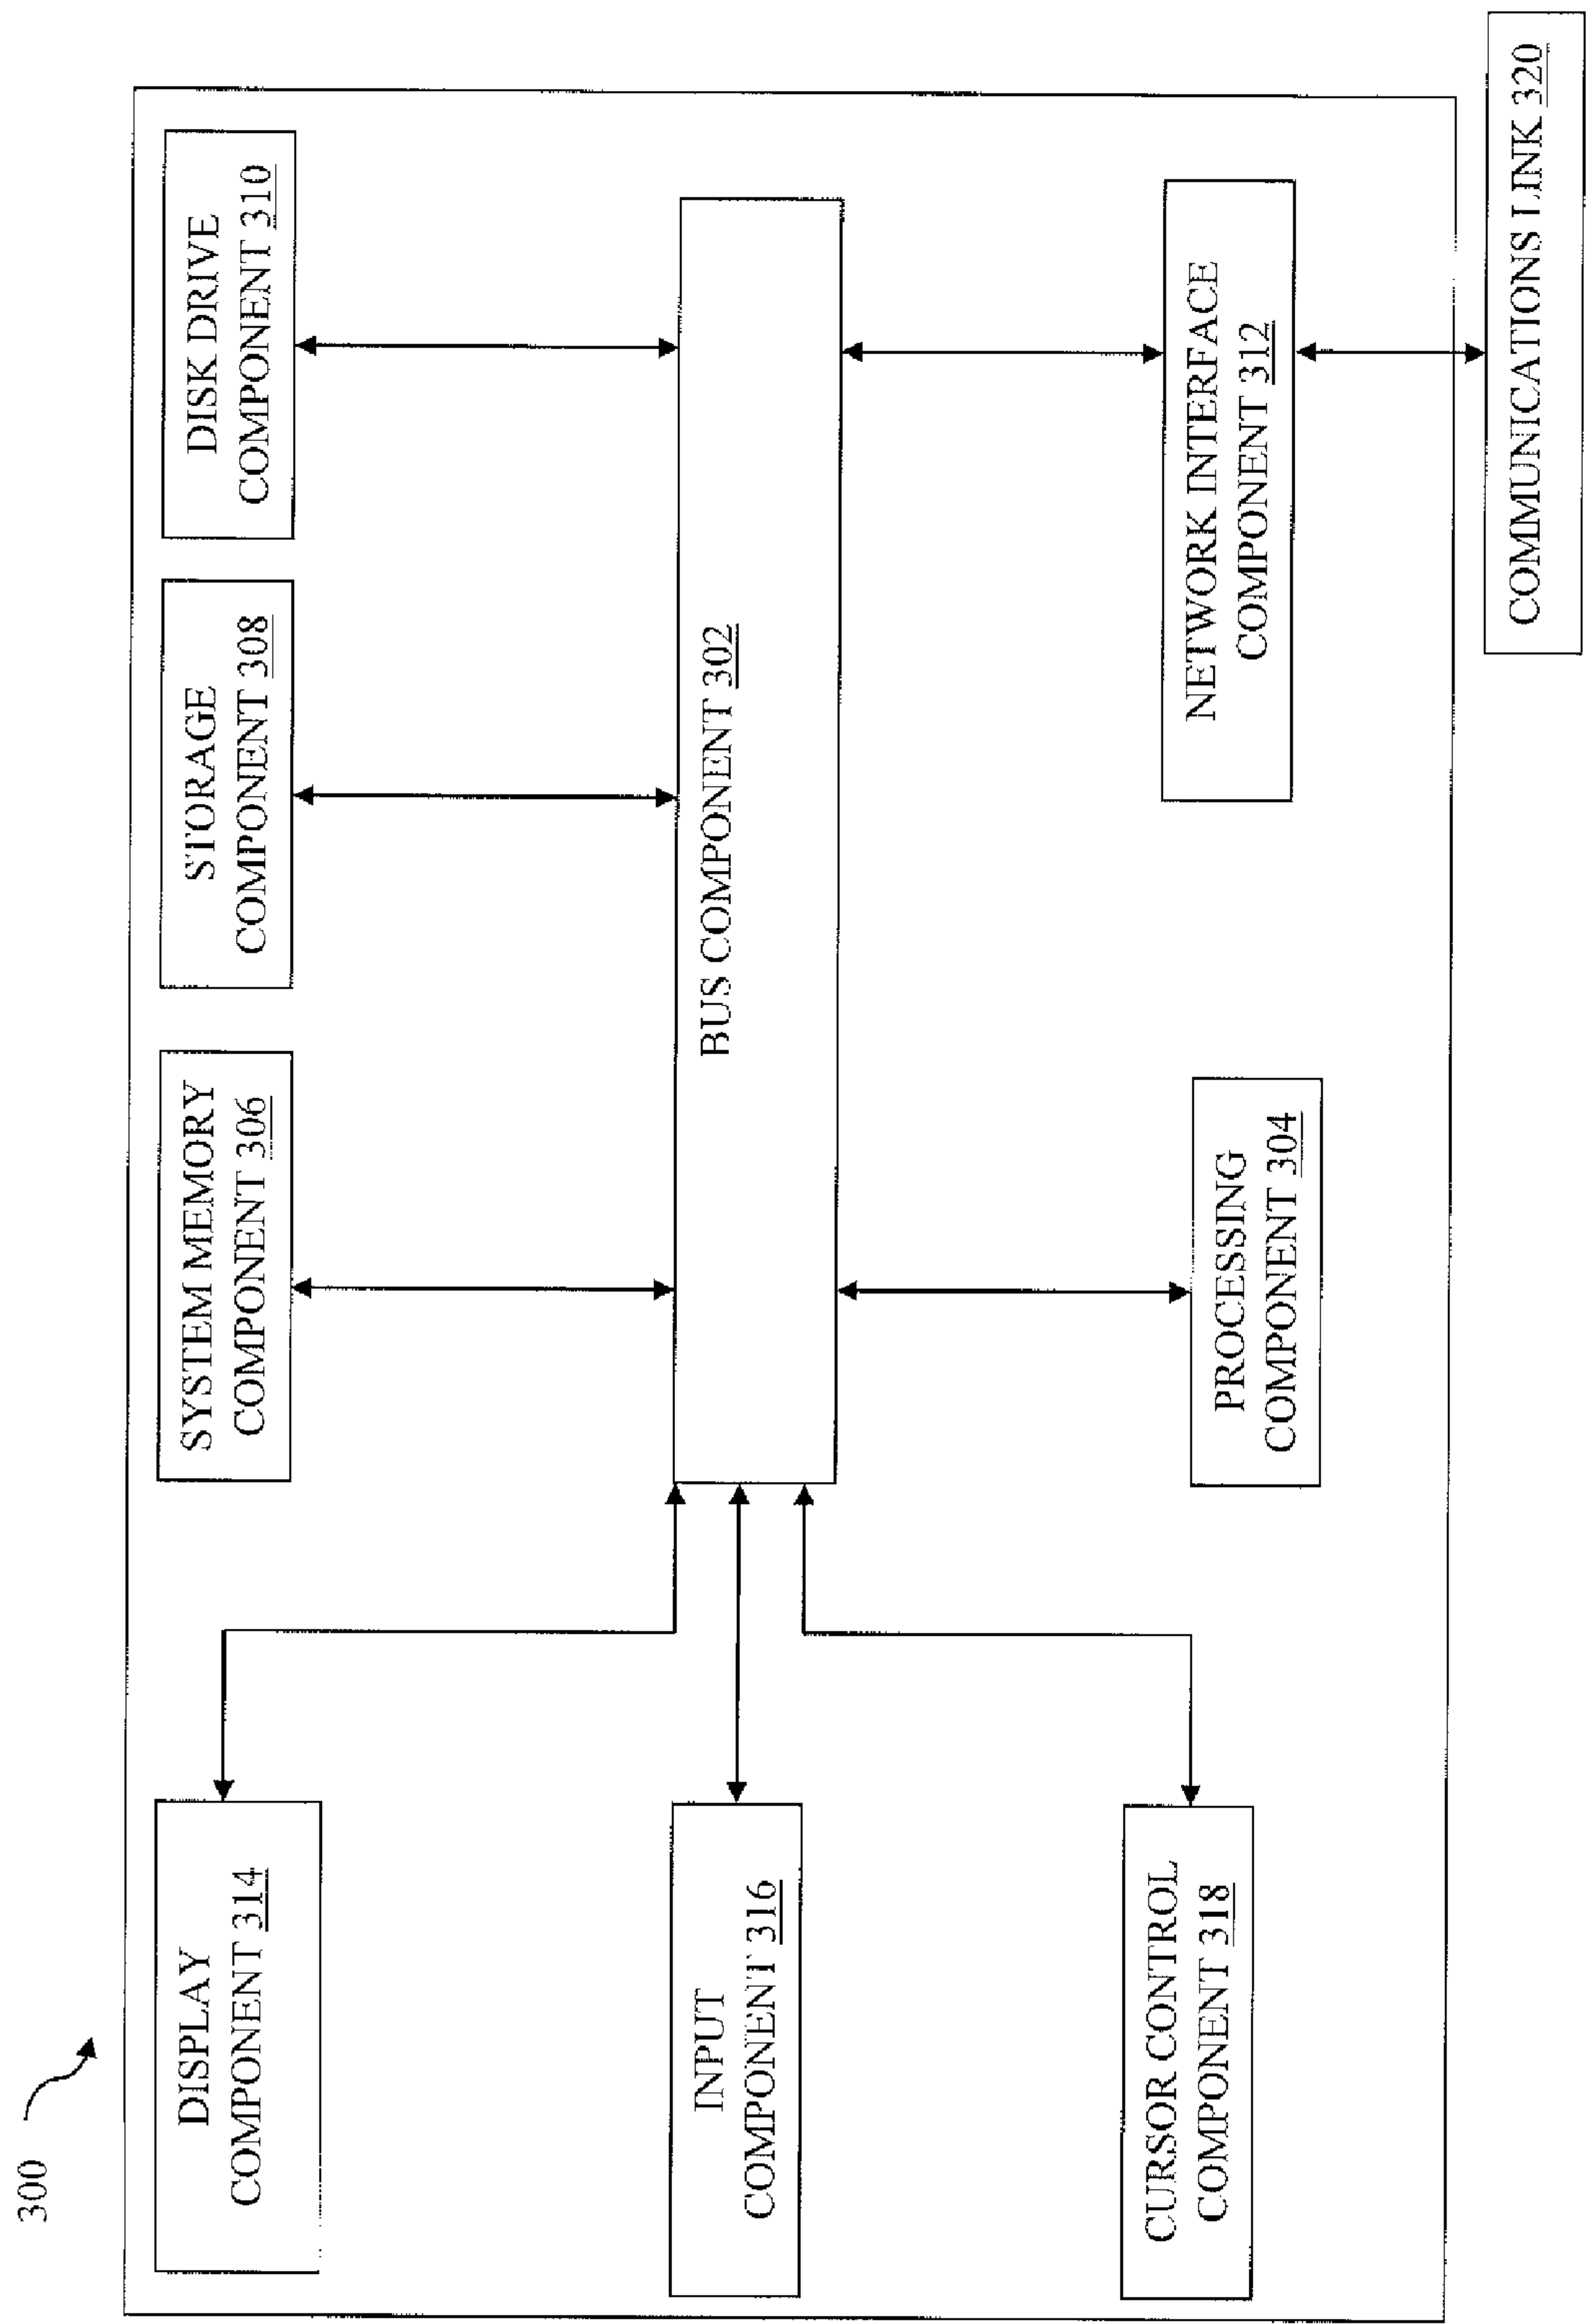 300
DISPLAY
COMPONENT 314
SYSTEM MEMORY
COMPONENT 306
STORAGE
COMPONENT 308
DISK DRIVE
COMPONENT 310
INPUT
COMPONENT 316
BUS COMPONENT 302
CURSOR CONTROL
COMPONENT 318
PROCESSING
COMPONENT 304
NETWORK INTERFACE
COMPONENT 312
COMMUNICATIONS LINK 320